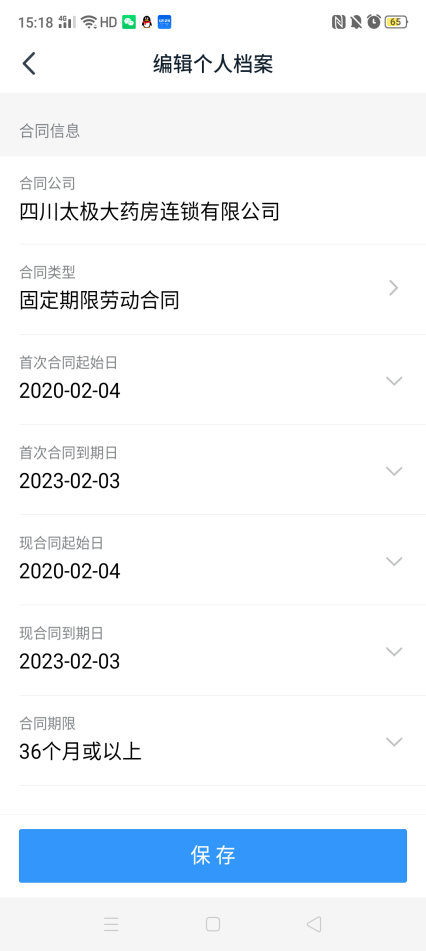 15:18 4G HD 65
编辑个人档案
合同信息
合同公司
四川太极大药房连锁有限公司
合同类型
固定期限劳动合同
首次合同起始日
2020-02-04
首次合同到期日
2023-02-03
现合同起始日
2020-02-04
现合同到期日
2023-02-03
合同期限
36个月或以上
保存